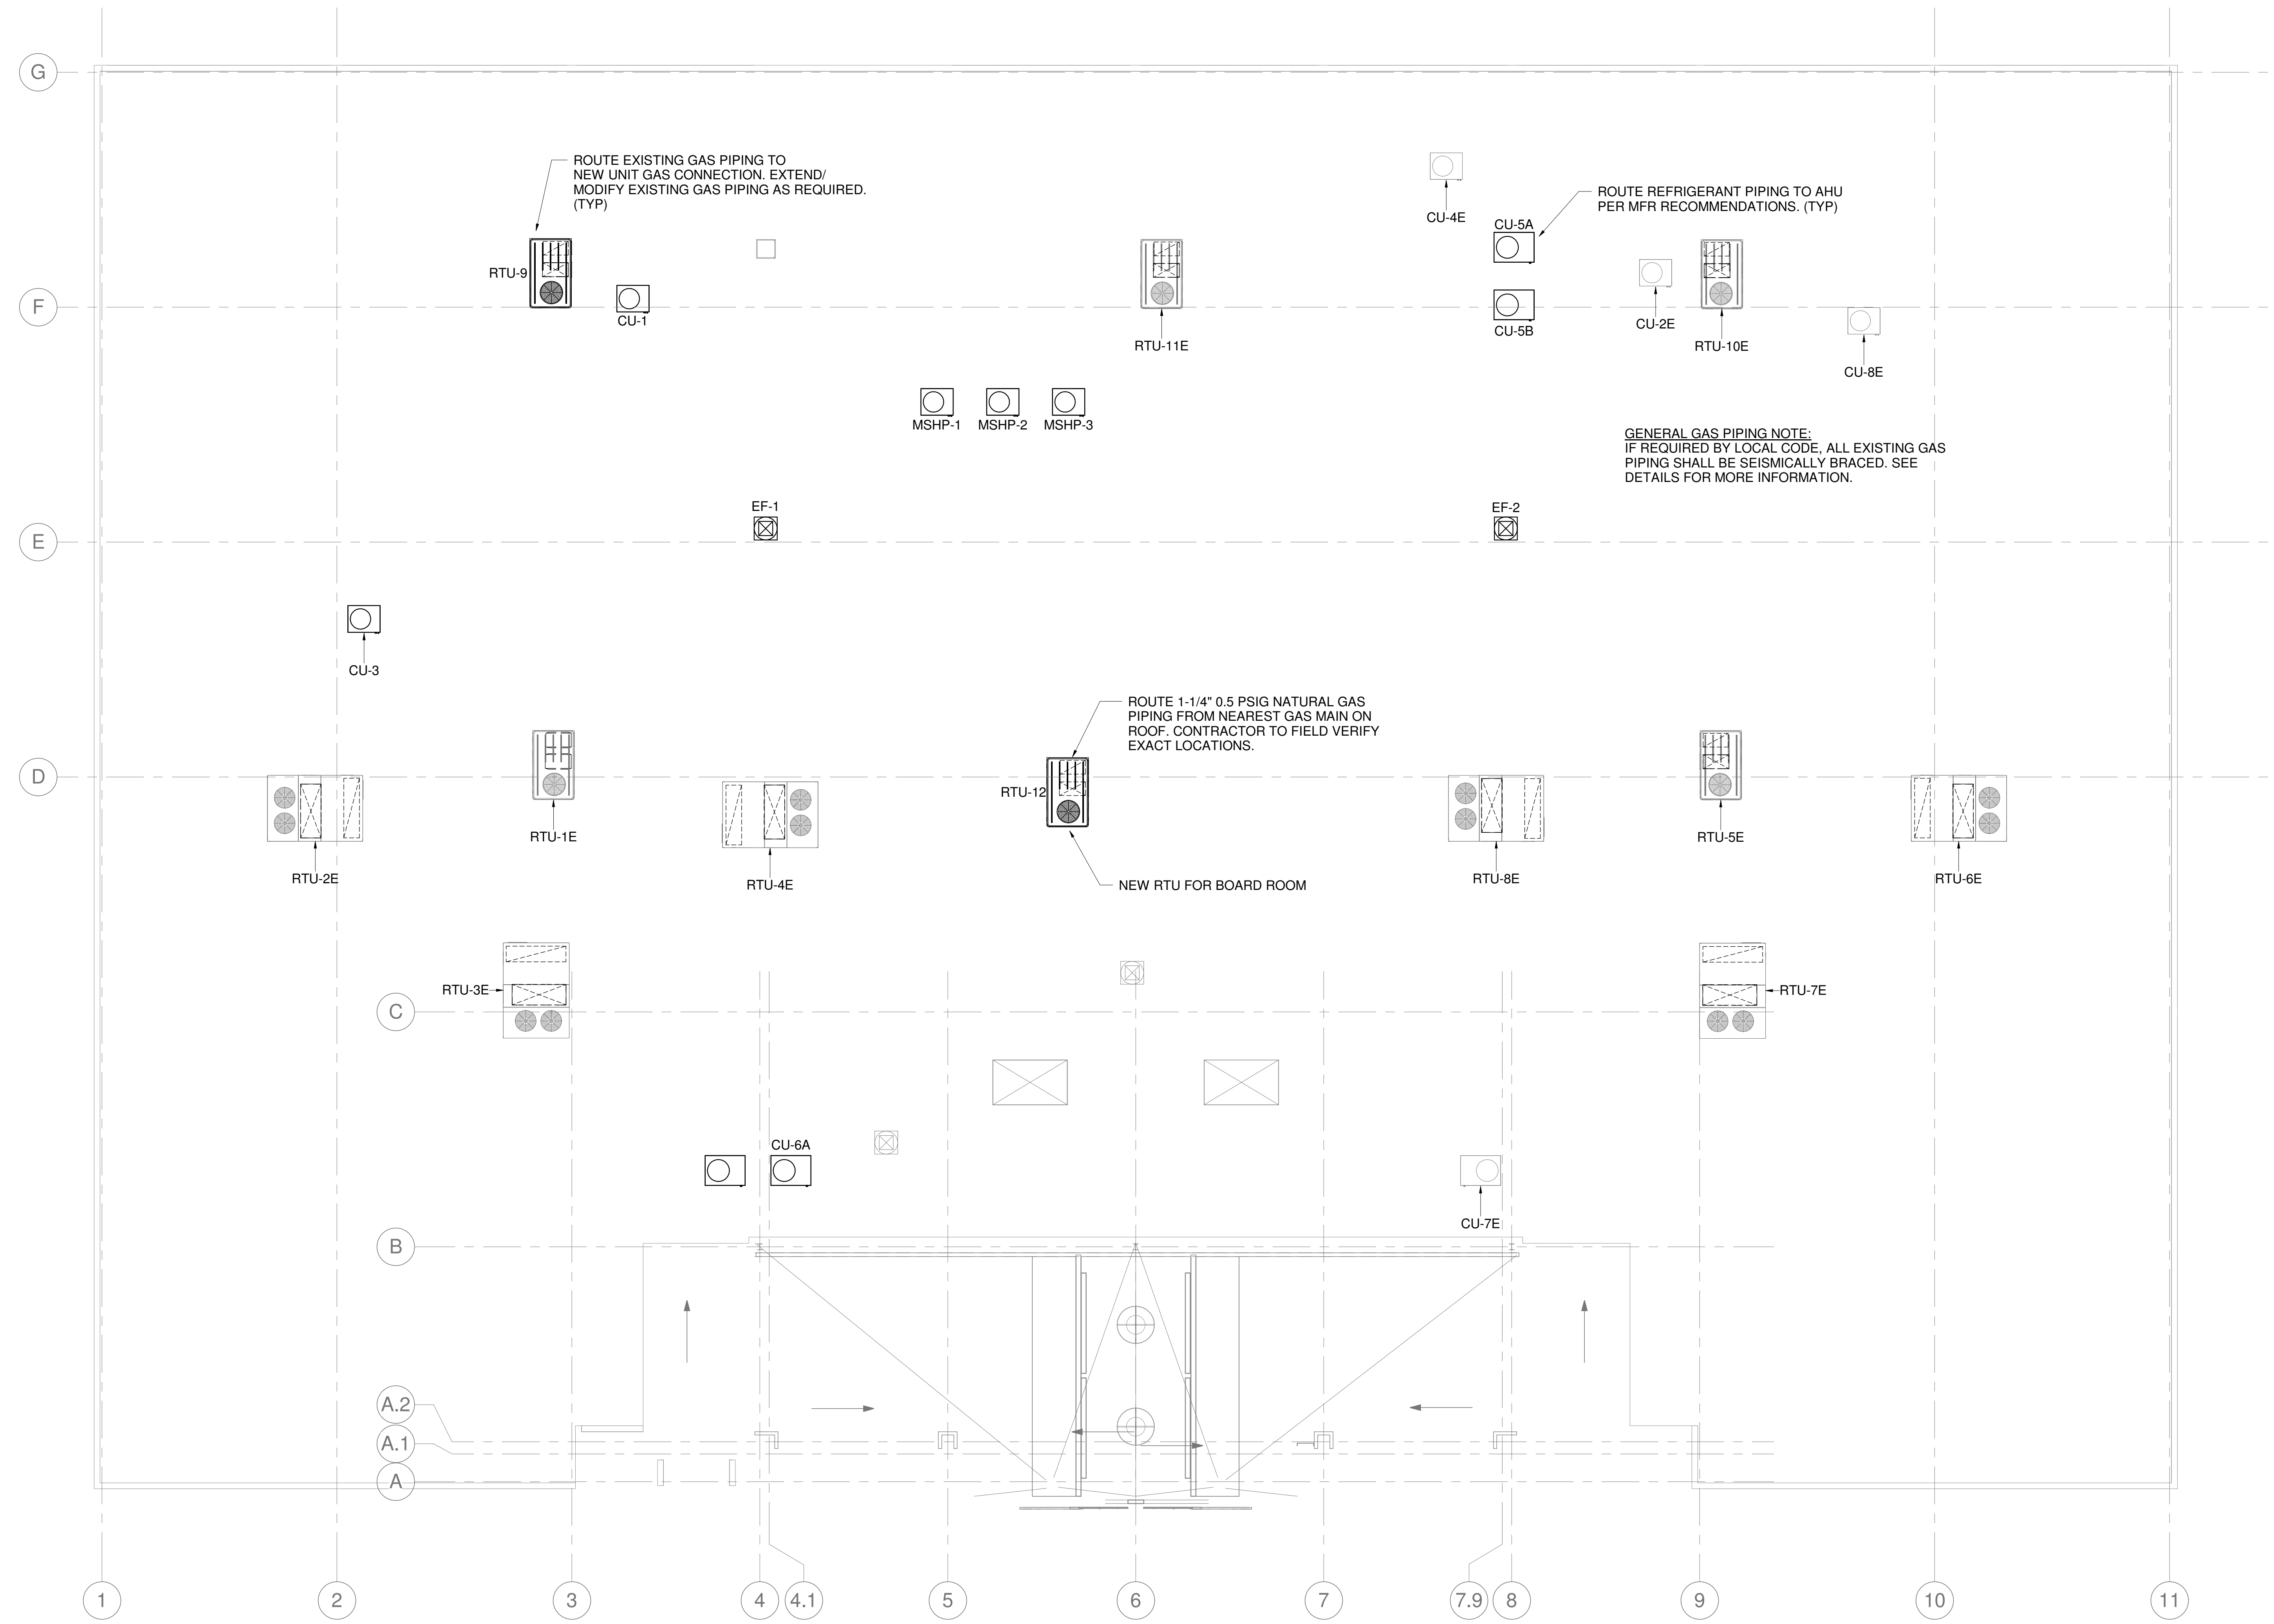 G
ROUTE EXISTING GAS PIPING TO
NEW UNIT GAS CONNECTION. EXTEND/
MODIFY EXISTING GAS PIPING AS REQUIRED.
(TYP)
ROUTE REFRIGERANT PIPING TO AHU
PER MFR RECOMMENDATIONS. (TYP)
CU-4E
CU-5A
RTU-9
F
CU-1
RTU-11E
CU-5B
CU-2E
RTU-10E
CU-8E
MSHP-1
MSHP-2
MSHP-3
GENERAL GAS PIPING NOTE:
IF REQUIRED BY LOCAL CODE, ALL EXISTING GAS
PIPING SHALL BE SEISMICALLY BRACED. SEE
DETAILS FOR MORE INFORMATION.
EF-1
EF-2
E
CU-3
ROUTE 1-1/4" 0.5 PSIG NATURAL GAS
PIPING FROM NEAREST GAS MAIN ON
ROOF. CONTRACTOR TO FIELD VERIFY
EXACT LOCATIONS.
D
RTU-12
RTU-1E
RTU-5E
RTU-2E
RTU-4E
NEW RTU FOR BOARD ROOM
RTU-8E
RTU-6E
RTU-3E
RTU-7E
C
CU-6A
CU-7E
B
A.2
A.1
A
1
2
3
4
4.1
5
6
7
7.9
8
9
10
11